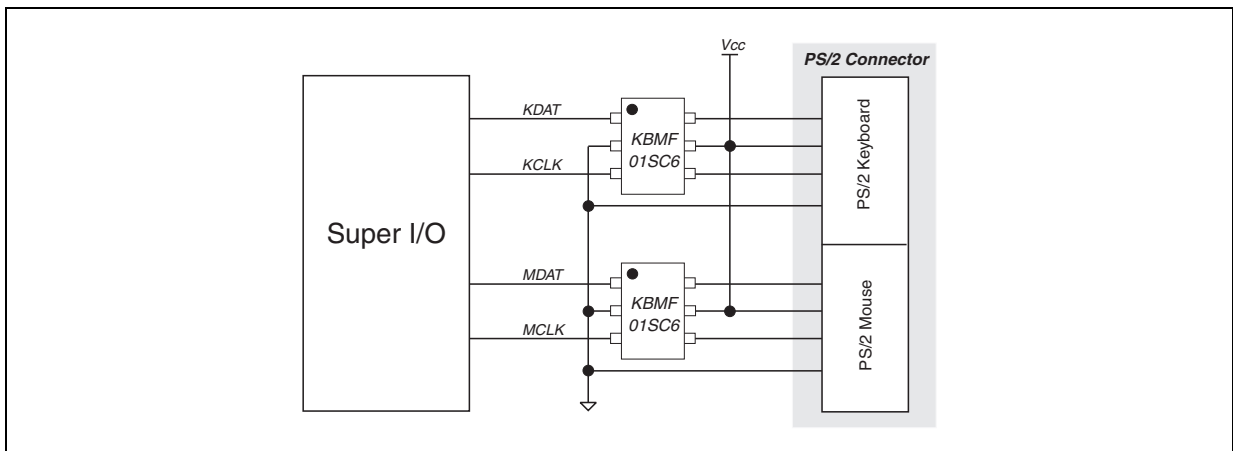 Vcc
PS/2 Connector
KDAT
KBMF
01SC6
KCLK
PS/2 Keyboard
Super I/O
MDAT
KBMF
01SC6
MCLK
PS/2 Mouse